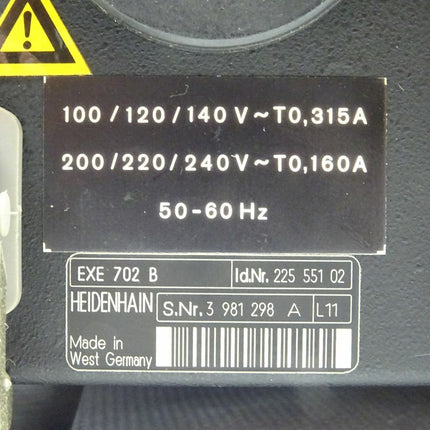 100 / 120 / 140 V ~ T0,315A
200 / 220 / 240V ~ T0,160A
50 - 60 Hz
EXE 702 B Id.Nr. 225 551 02
HEIDENHAIN S.Nr. 3 981 298 A L11
Made in
West Germany